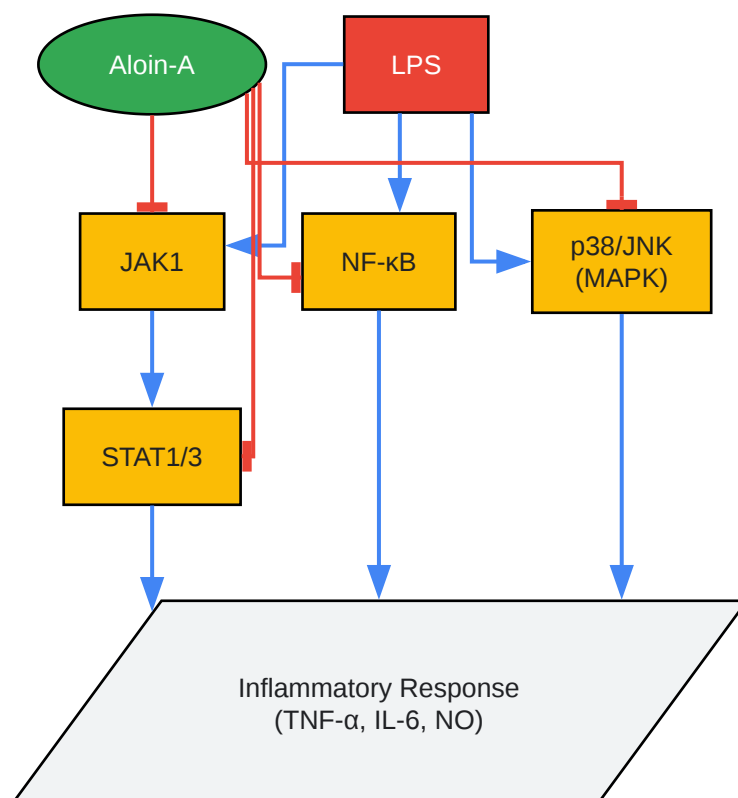 Aloin-A
LPS
JAK1
NF-κB
p38/JNK
(MAPK)
STAT1/3
Inflammatory Response
(TNF-α, IL-6, NO)